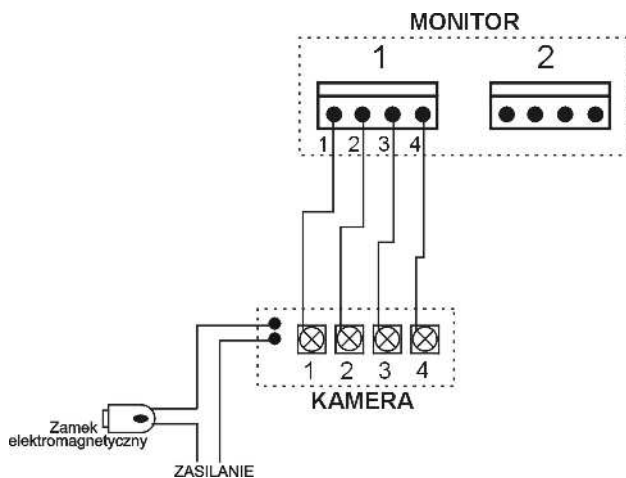 MONITOR
1 2
1 2 3 4
1 2 3 4
KAMERA
Zamek
elektromagnetyczny
ZASILANIE